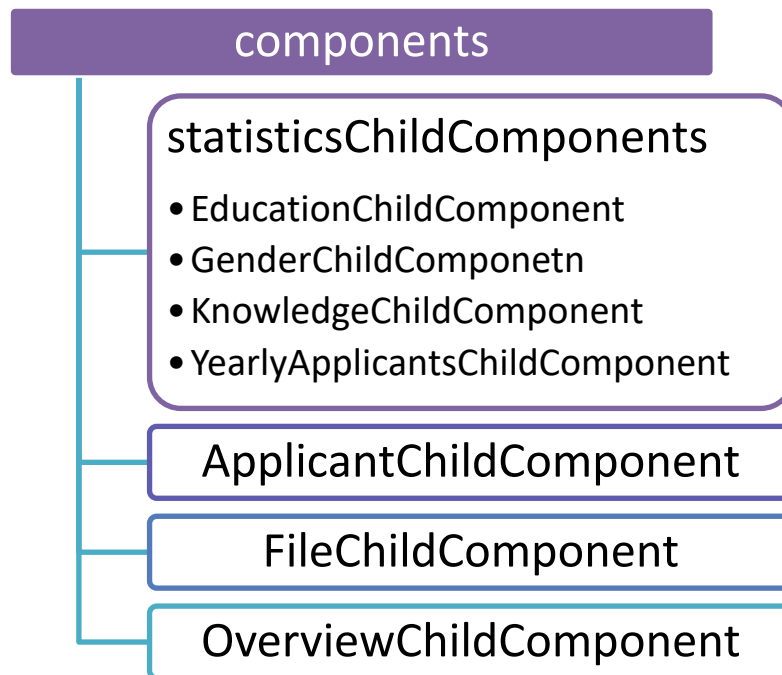 components
statisticsChildComponents
• EducationChildComponent
• GenderChildComponetn
• KnowledgeChildComponent
• YearlyApplicantsChildComponent
ApplicantChildComponent
FileChildComponent
OverviewChildComponent